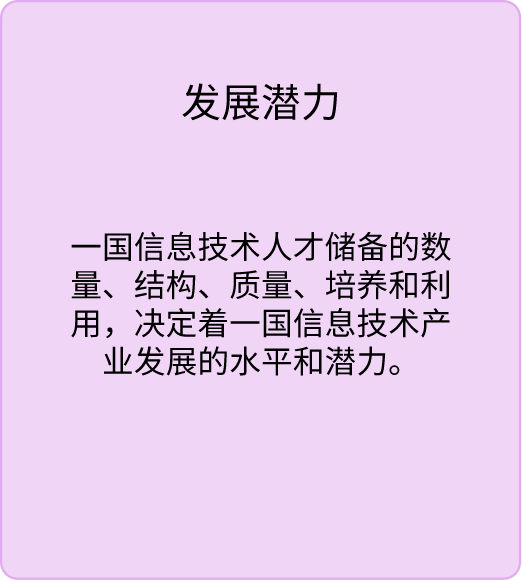 发展潜力
一国信息技术人才储备的数
量、结构、质量、培养和利
用，决定着一国信息技术产
业发展的水平和潜力。